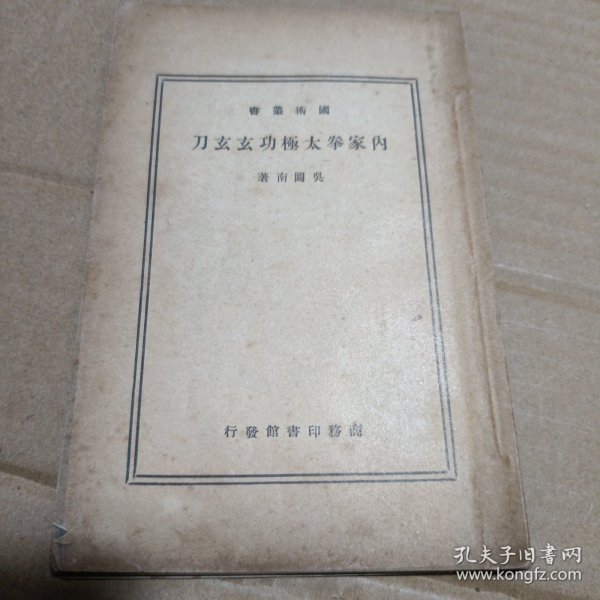 國術叢書
內家拳太極功玄玄刀
吳圖南著
商務印書館發行
孔夫子旧書网
www.kongfz.com